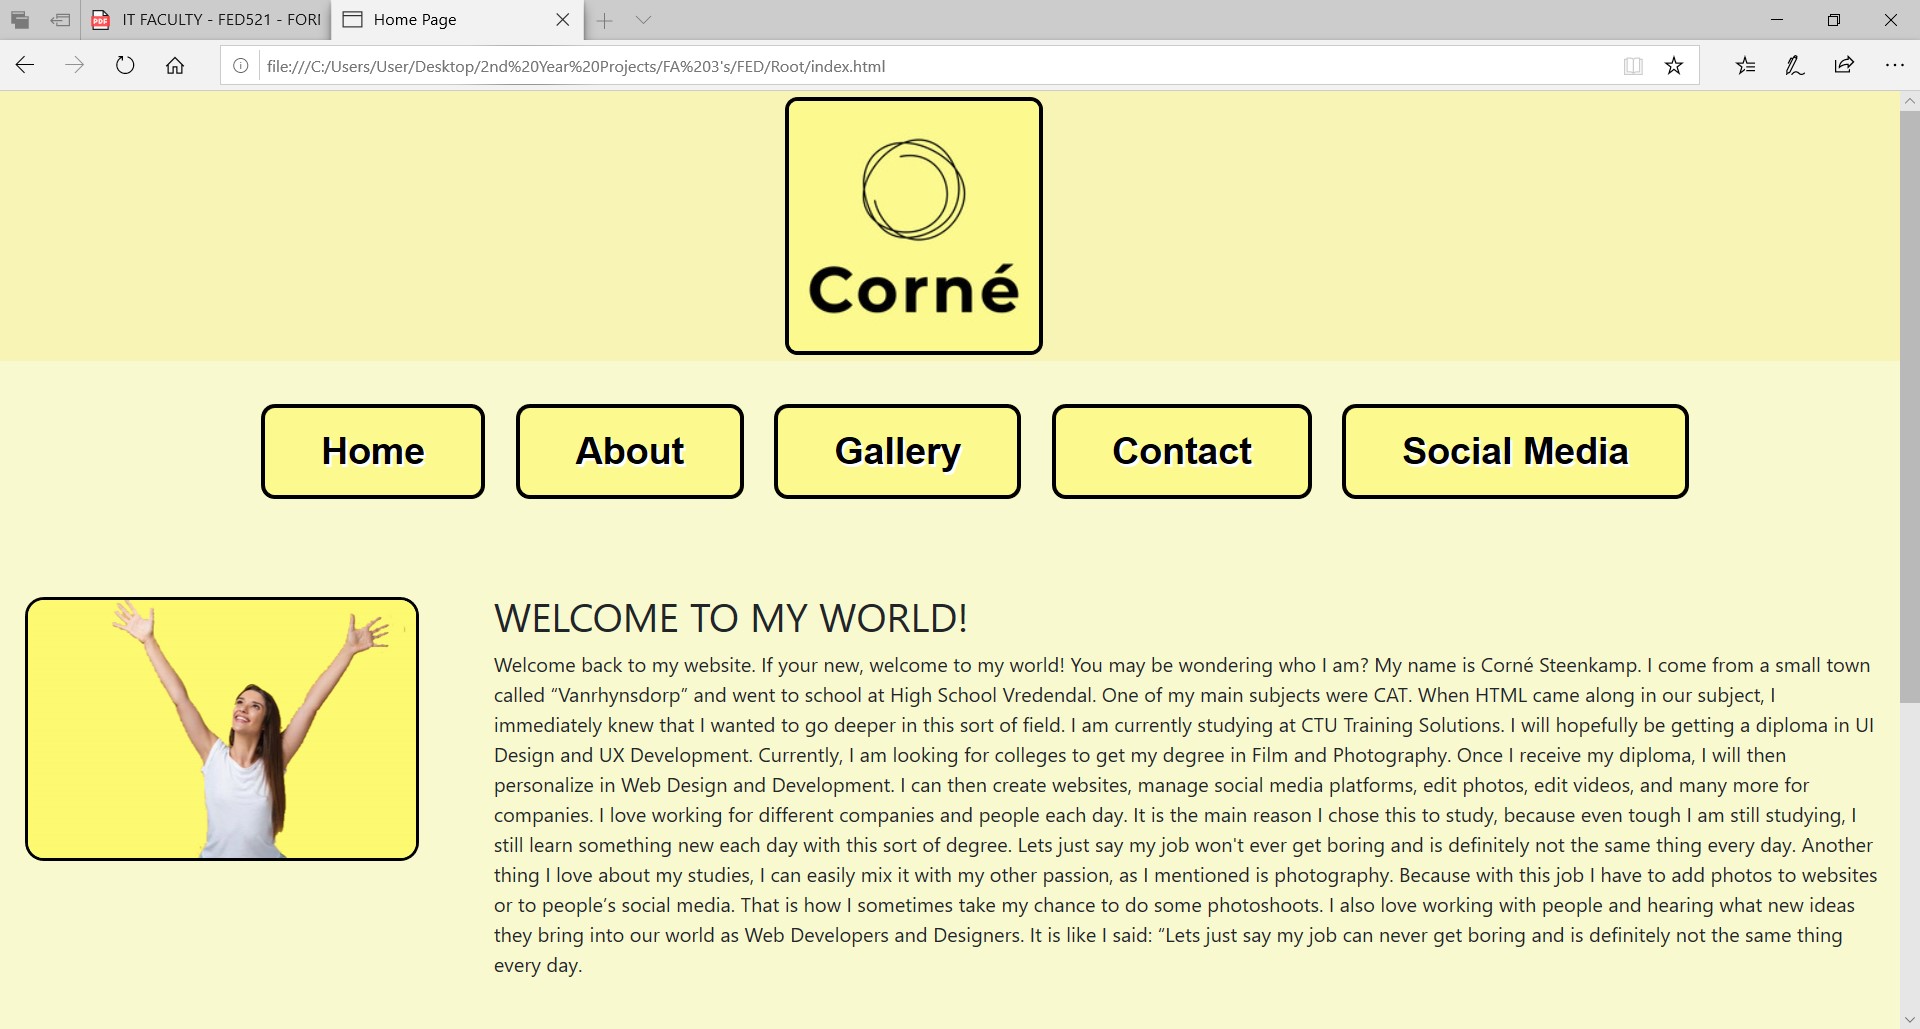 IT FACULTY - FED521 - FORI
Home Page
file:///C:/Users/User/Desktop/2nd%20Year%20Projects/FA%203's/FED/Root/index.html
Corné
Home About Gallery Contact Social Media
WELCOME TO MY WORLD!
Welcome back to my website. If your new, welcome to my world! You may be wondering who I am? My name is Corné Steenkamp. I come from a small town
called “Vanrhynsdorp” and went to school at High School Vredendal. One of my main subjects were CAT. When HTML came along in our subject, I
immediately knew that I wanted to go deeper in this sort of field. I am currently studying at CTU Training Solutions. I will hopefully be getting a diploma in UI
Design and UX Development. Currently, I am looking for colleges to get my degree in Film and Photography. Once I receive my diploma, I will then
personalize in Web Design and Development. I can then create websites, manage social media platforms, edit photos, edit videos, and many more for
companies. I love working for different companies and people each day. It is the main reason I chose this to study, because even tough I am still studying, I
still learn something new each day with this sort of degree. Lets just say my job won't ever get boring and is definitely not the same thing every day. Another
thing I love about my studies, I can easily mix it with my other passion, as I mentioned is photography. Because with this job I have to add photos to websites
or to people’s social media. That is how I sometimes take my chance to do some photoshoots. I also love working with people and hearing what new ideas
they bring into our world as Web Developers and Designers. It is like I said: “Lets just say my job can never get boring and is definitely not the same thing
every day.